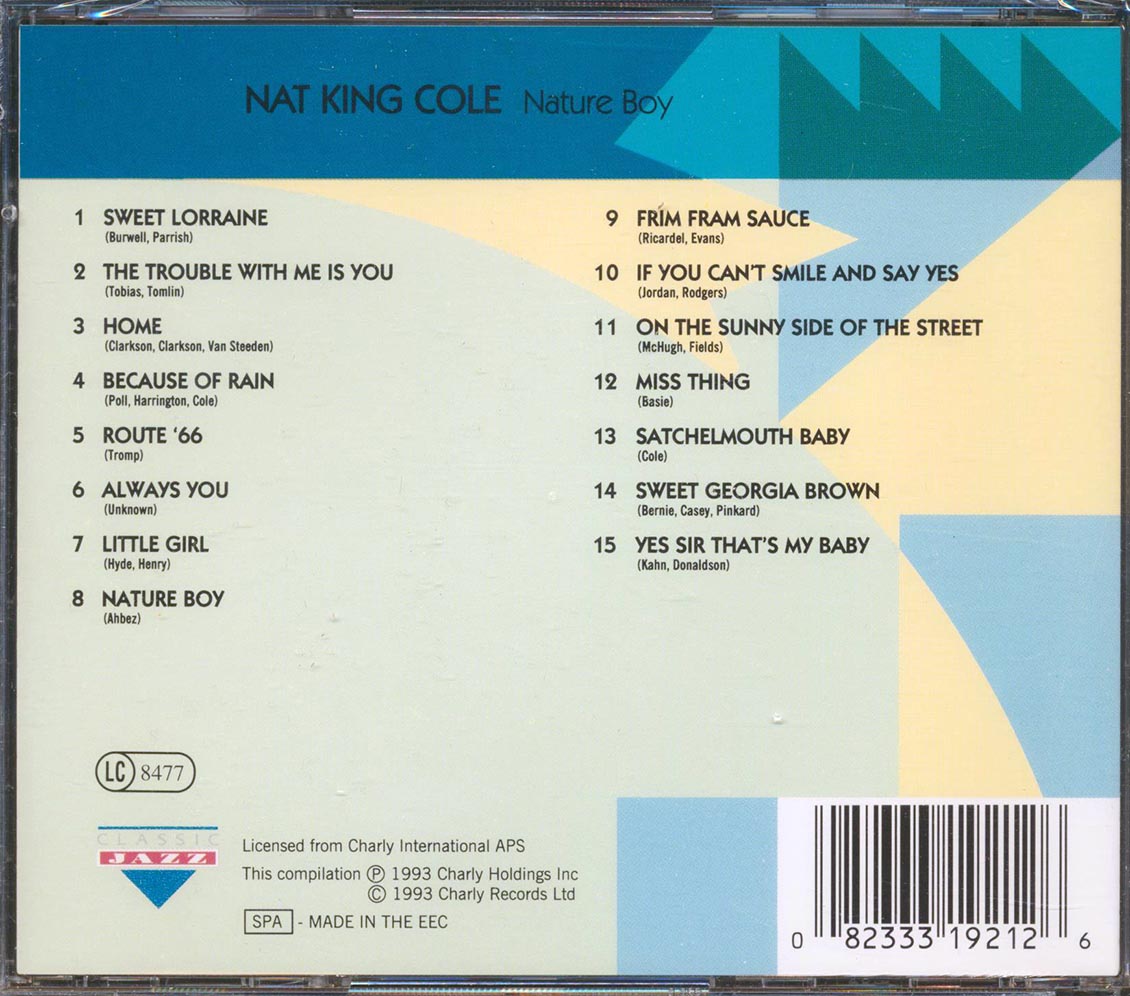 NAT KING COLE Nature Boy
1 SWEET LORRAINE
(Burwell, Parrish)
2 THE TROUBLE WITH ME IS YOU
(Tobias, Tomlin)
3 HOME
(Clarkson, Clarkson, Van Steeden)
4 BECAUSE OF RAIN
(Poll, Harrington, Cole)
5 ROUTE '66
(Tromp)
6 ALWAYS YOU
(Unknown)
7 LITTLE GIRL
(Hyde, Henry)
8 NATURE BOY
(Ahbez)
9 FRIM FRAM SAUCE
(Ricardel, Evans)
10 IF YOU CAN'T SMILE AND SAY YES
(Jordan, Rodgers)
11 ON THE SUNNY SIDE OF THE STREET
(McHugh, Fields)
12 MISS THING
(Basie)
13 SATCHELMOUTH BABY
(Cole)
14 SWEET GEORGIA BROWN
(Bernie, Casey, Pinkard)
15 YES SIR THAT'S MY BABY
(Kahn, Donaldson)
LC 8477
CLASSIC
JAZZ
Licensed from Charly International APS
This compilation Ⓟ 1993 Charly Holdings Inc
© 1993 Charly Records Ltd
SPA - MADE IN THE EEC
0 82333 19212 6